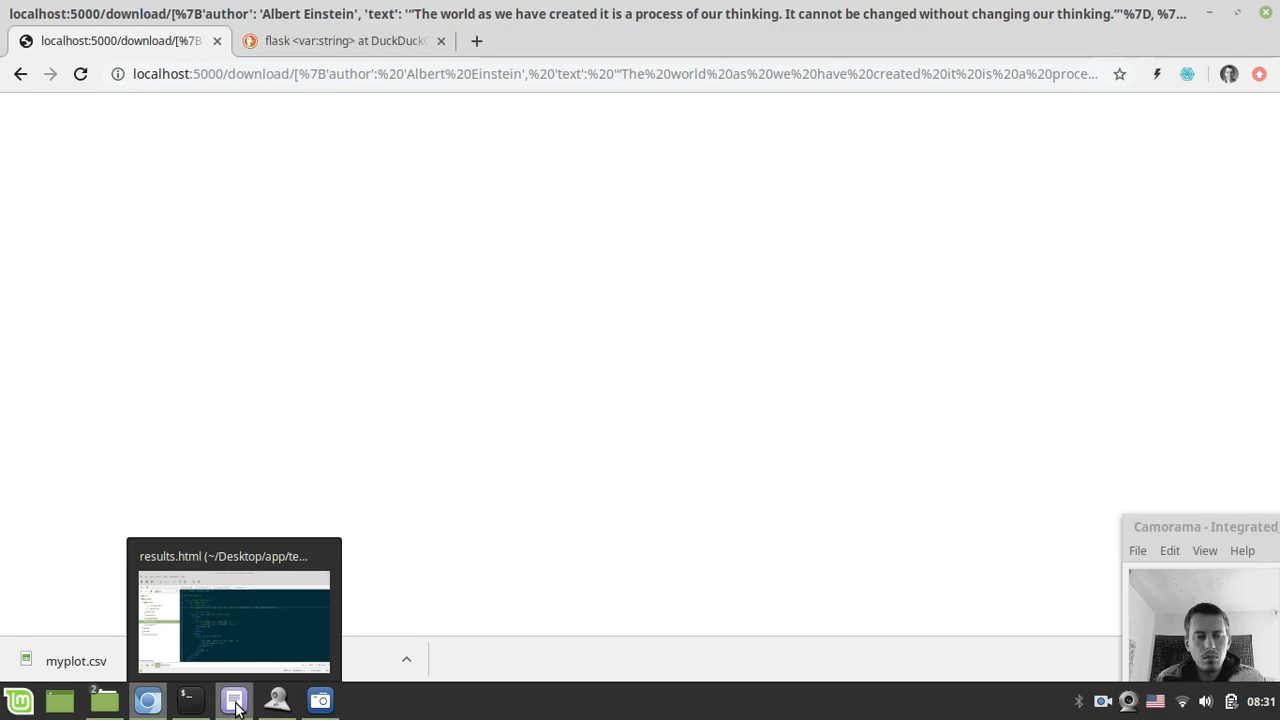 localhost:5000/download/[%7B'author': 'Albert Einstein', 'text': '“The world as we have created it is a process of our thinking. It cannot be changed without changing our thinking.”'%7D, %7...
localhost:5000/download/[%7B
flask <var:string> at DuckDuckG
localhost:5000/download/[%7B'author':%20'Albert%20Einstein',%20'text':%20'“The%20world%20as%20we%20have%20created%20it%20is%20a%20proce...
Camorama - Integrated
File Edit View Help
results.html (~/Desktop/app/te...
myplot.csv
2
08:31